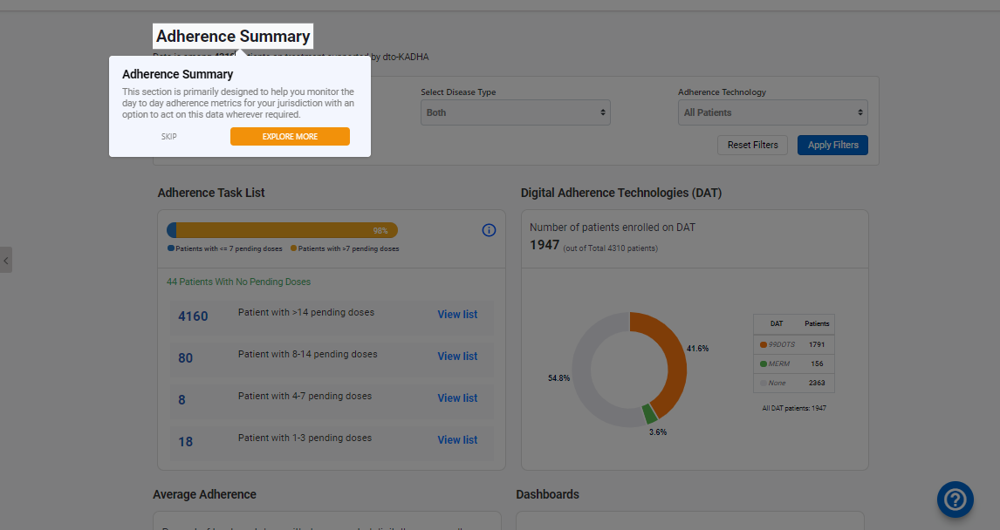 Adherence Summary
4310
on treatment supported by dto-KADHA
Adherence Summary
This section is primarily designed to help you monitor the
day to day adherence metrics for your jurisdiction with an
option to act on this data wherever required.
SKIP
EXPLORE MORE
Select Disease Type
Both
Adherence Technology
All Patients
Reset Filters
Apply Filters
Adherence Task List
98%
Patients with <= 7 pending doses
Patients with >7 pending doses
44 Patients With No Pending Doses
4160 Patient with >14 pending doses View list
80 Patient with 8-14 pending doses View list
8 Patient with 4-7 pending doses View list
18 Patient with 1-3 pending doses View list
Digital Adherence Technologies (DAT)
Number of patients enrolled on DAT
1947 (out of Total 4310 patients)
41.6%
54.8%
3.6%
DAT Patients
99DOTS 1791
MERM 156
None 2363
All DAT patients: 1947
Average Adherence
Dashboards